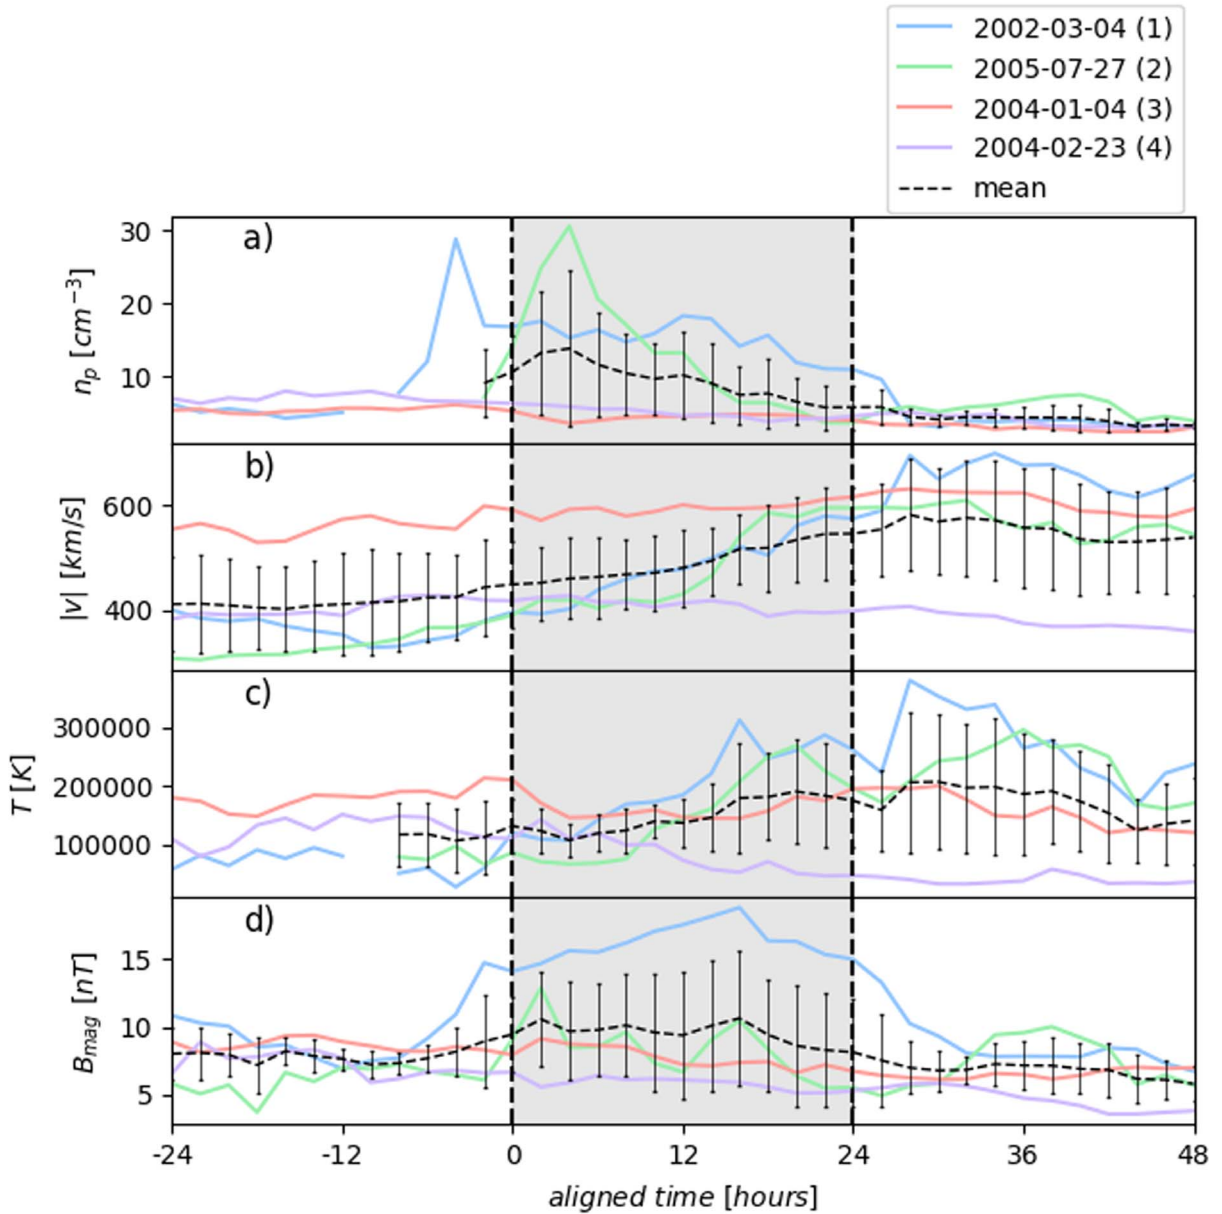 2002-03-04 (1)
2005-07-27 (2)
2004-01-04 (3)
2004-02-23 (4)
mean
a)
30
20
10
n_p [cm^{-3}]
b)
600
400
|v| [km/s]
c)
300000
200000
100000
T [K]
d)
15
10
5
B_{mag} [nT]
-24 -12 0 12 24 36 48
aligned time [hours]